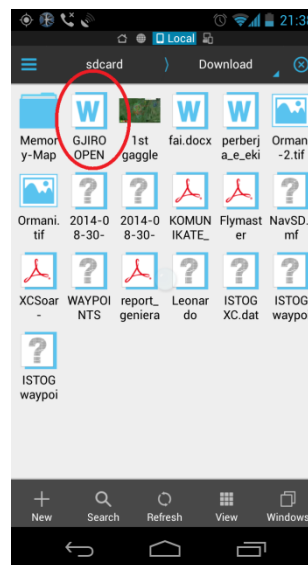 21:38
Local
sdcard 〉 Download
Memor
y-Map
GJIRO
OPEN
1st
gaggle
fai.docx
perberj
a_e_eki
Orman
-2.tif
Ormani.
tif
2014-0
8-30-
2014-0
8-30-
KOMUN
IKATE_
Flymast
er
NavSD.
mf
XCSoar
-
WAYPOI
NTS
report_
geniera
Leonar
do
ISTOG
XC.dat
ISTOG
waypo
ISTOG
waypoi
New
Search
Refresh
View
Windows